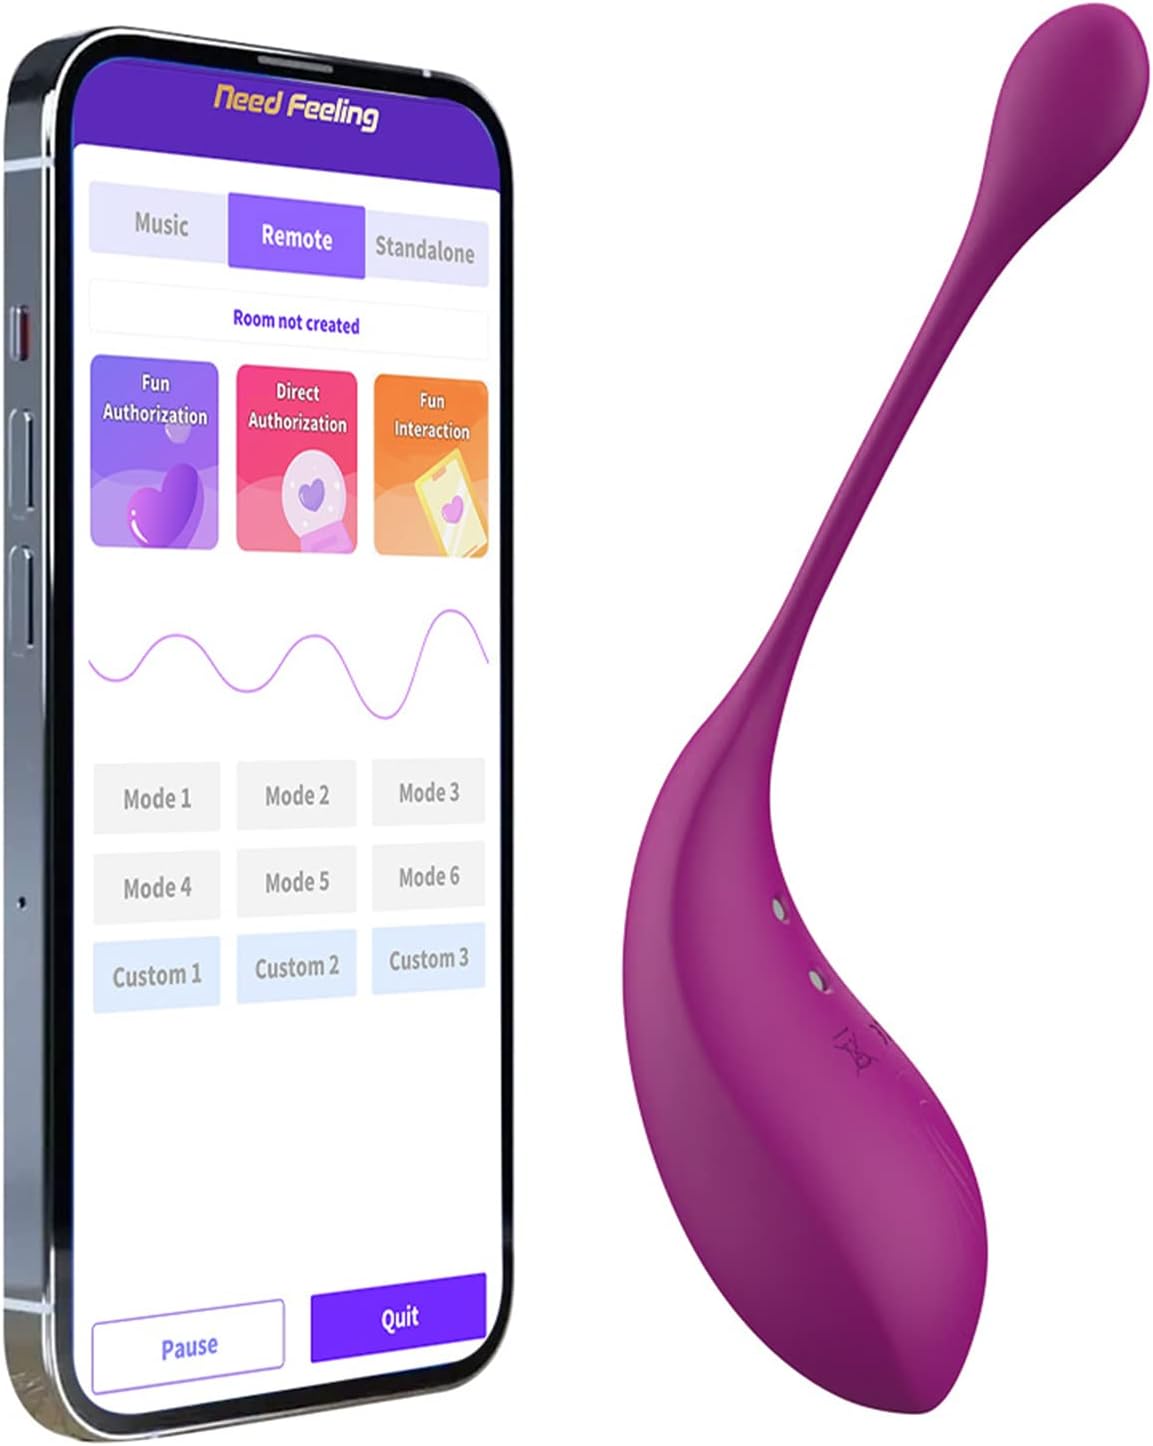 Need Feeling
Music
Remote
Standalone
Room not created
Fun
Authorization
Direct
Authorization
Fun
Interaction
Mode 1
Mode 2
Mode 3
Mode 4
Mode 5
Mode 6
Custom 1
Custom 2
Custom 3
Pause
Quit